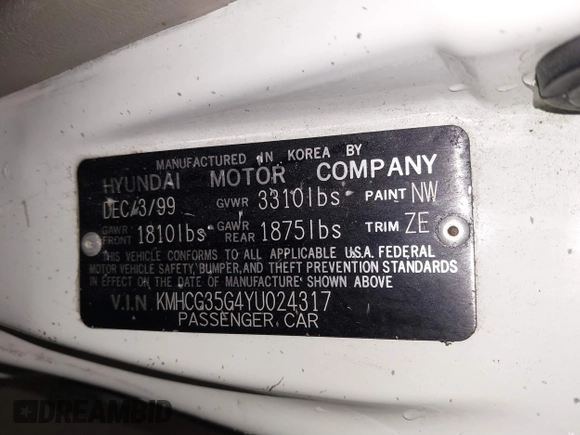 MANUFACTURED IN KOREA BY
HYUNDAI MOTOR COMPANY
DEC/13/99 GVWR 3310lbs PAINT NW
GAWR FRONT 1810lbs GAWR REAR 1875lbs TRIM ZE
THIS VEHICLE CONFORMS TO ALL APPLICABLE U.S.A. FEDERAL
MOTOR VEHICLE SAFETY, BUMPER, AND THEFT PREVENTION STANDARDS
IN EFFECT ON THE DATE OF MANUFACTURE SHOWN ABOVE
V.I.N KMHCG35G4YU024317
PASSENGER CAR
DREAMBID